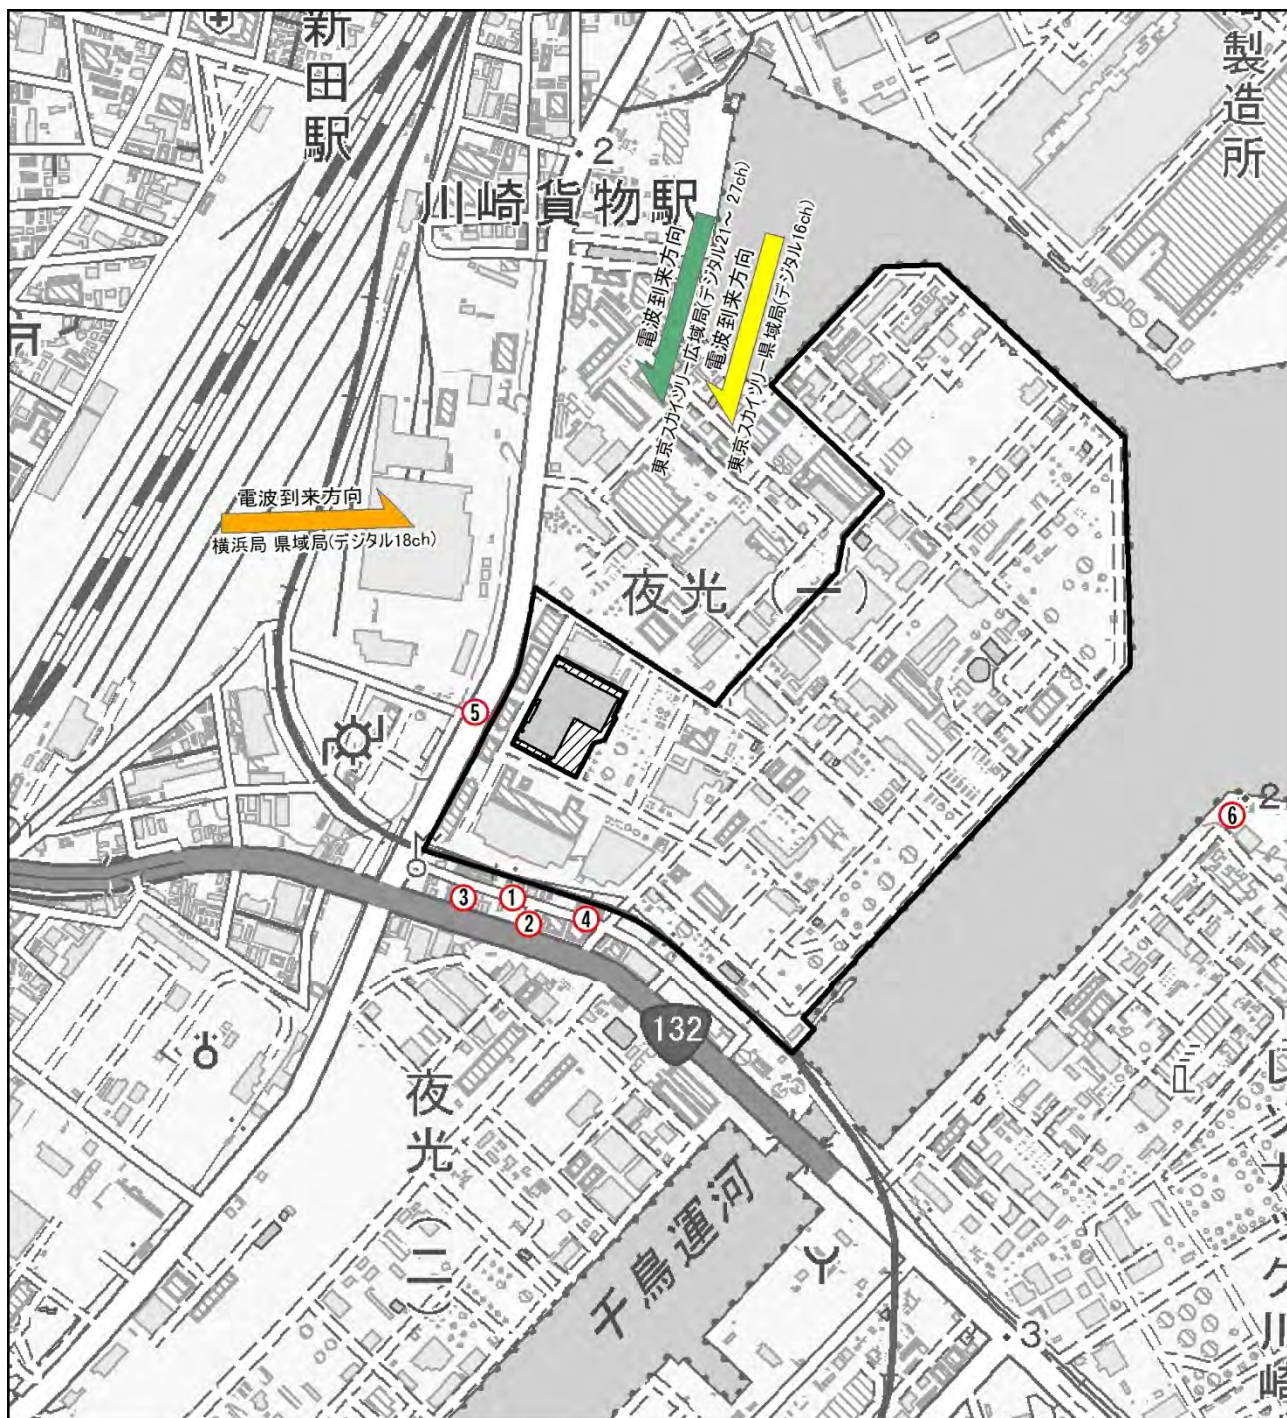 新田駅
製造所
2
川崎貨物駅
電波到来方向
東京スカイツリー広域局(デジタル21~27ch)
電波到来方向
東京スカイツリー県域局(デジタル16ch)
電波到来方向
横浜局 県域局(デジタル18ch)
夜光(一)
⑤
⑥
2
③
①
②
④
132
夜光(二)
千鳥運河
3
川崎